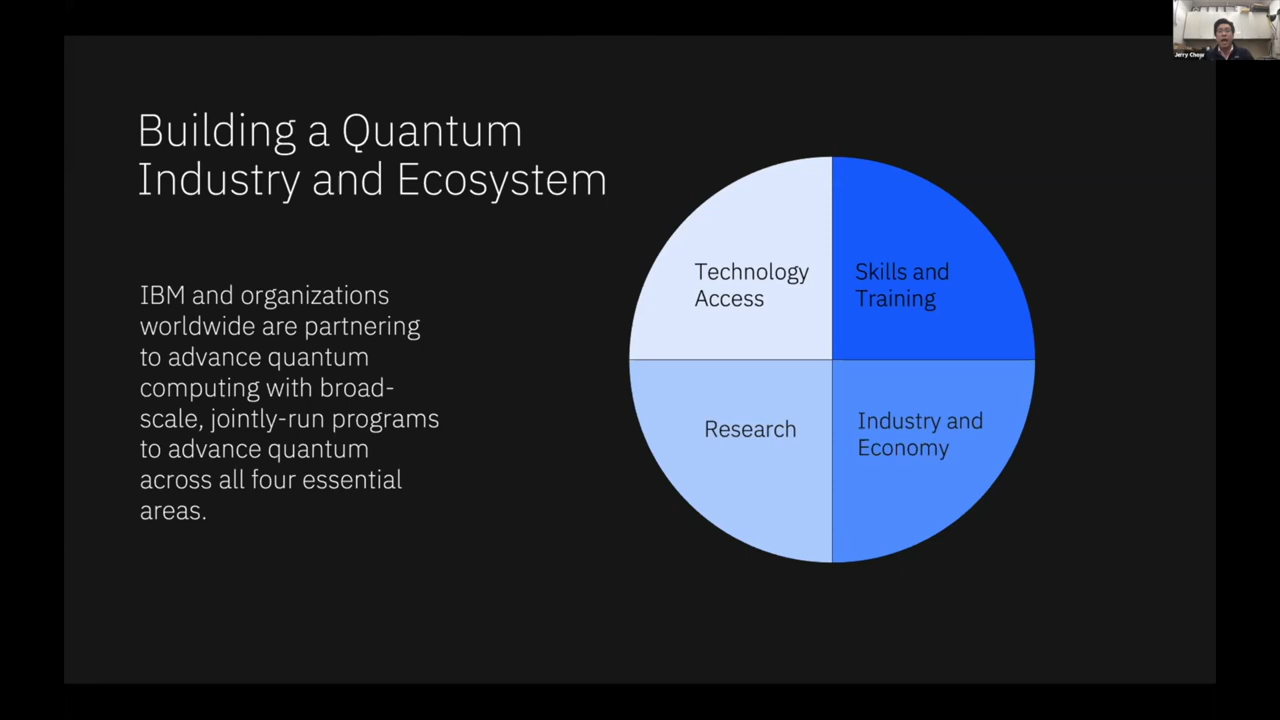 Jerry Chow
Building a Quantum
Industry and Ecosystem
IBM and organizations
worldwide are partnering
to advance quantum
computing with broad-
scale, jointly-run programs
to advance quantum
across all four essential
areas.
Technology
Access
Skills and
Training
Research
Industry and
Economy